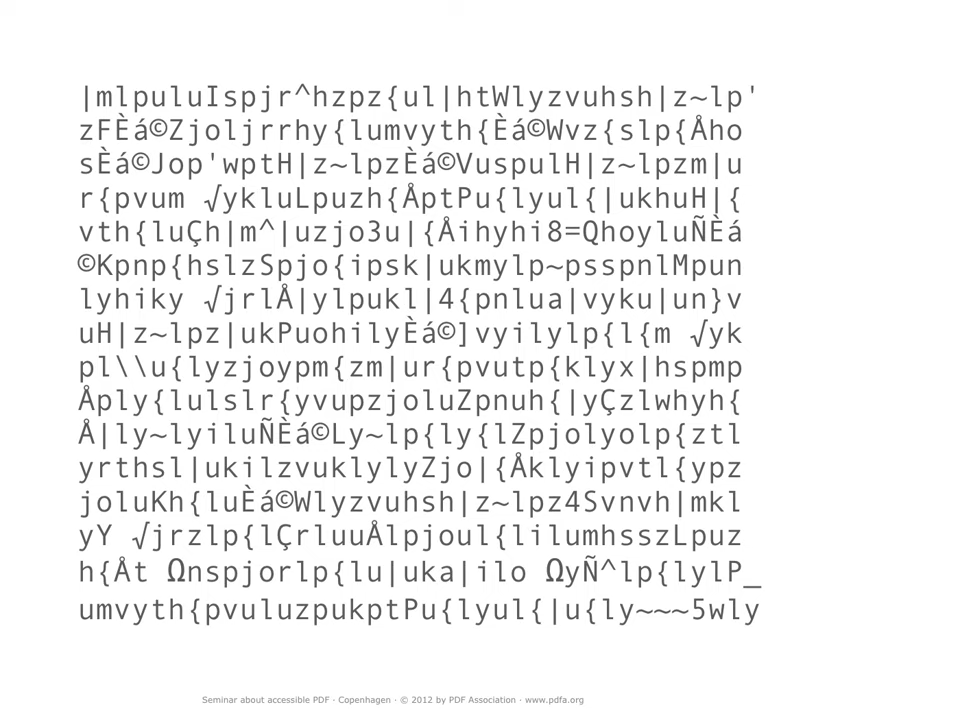 |mlpuluIspjr^hzpz{ul|htWlyzvuhsh|z~lp'
zFÈá©Zjoljrrhy{lumvyth{Èá©Wvz{slp{Åho
sÈá©Jop'wptH|z~lpzÈá©VuspulH|z~lpzm|u
r{pvum √ykluLpuzh{ÅptPu{lyul{|ukhuH|{
vth{luÇh|m^|uzjo3u|{Åihyhi8=QhoyluÑÈá
©Kpnp{hslzSpjo{ipsk|ukmylp~psspnlMpun
lyhiky √jrlÅ|ylpukl|4{pnlua|vyku|un}v
uH|z~lpz|ukPuohilyÈá©]vyilylp{l{m √yk
pl\\u{lyzjoypm{zm|ur{pvutp{klyx|hspmp
Åply{lulslr{yvupzjoluZpnuh{|yÇzlwhyh{
Å|ly~lyiluÑÈá©Ly~lp{ly{lZpjolyolp{ztl
yrthsl|ukilzvuklylyZjo|{Åklyipvtl{ypz
joluKh{luÈá©Wlyzvuhsh|z~lpz4Svnvh|mkl
yY √jrzlp{lÇrluuÅlpjoul{lilumhsszLpuz
h{Åt Ωnspjorlp{lu|uka|ilo ΩyÑ^lp{lylP_
umvyth{pvuluzpukptPu{lyul{|u{ly~~~5wly
Seminar about accessible PDF · Copenhagen · © 2012 by PDF Association · www.pdfa.org